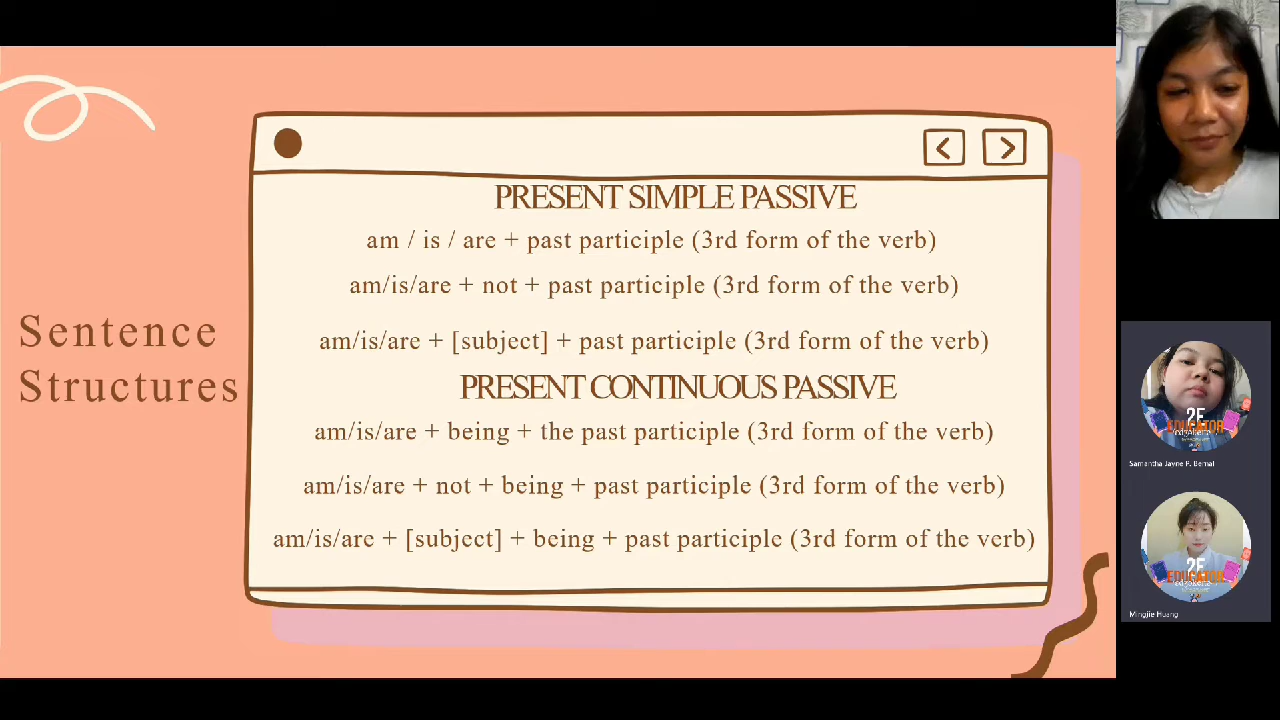 Sentence
Structures
PRESENT SIMPLE PASSIVE
am / is / are + past participle (3rd form of the verb)
am/is/are + not + past participle (3rd form of the verb)
am/is/are + [subject] + past participle (3rd form of the verb)
PRESENT CONTINUOUS PASSIVE
am/is/are + being + the past participle (3rd form of the verb)
am/is/are + not + being + past participle (3rd form of the verb)
am/is/are + [subject] + being + past participle (3rd form of the verb)
2E
EDUCATOR
Samantha Jayne P. Bernal
2E
EDUCATOR
Mingjie Huang